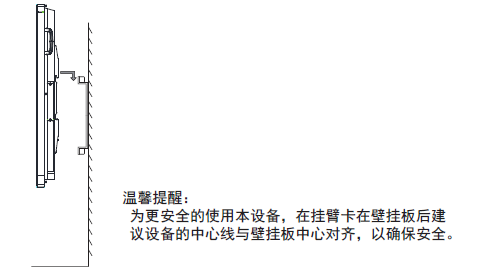 温馨提醒：
为更安全的使用本设备，在挂臂卡在壁挂板后建
议设备的中心线与壁挂板中心对齐，以确保安全。